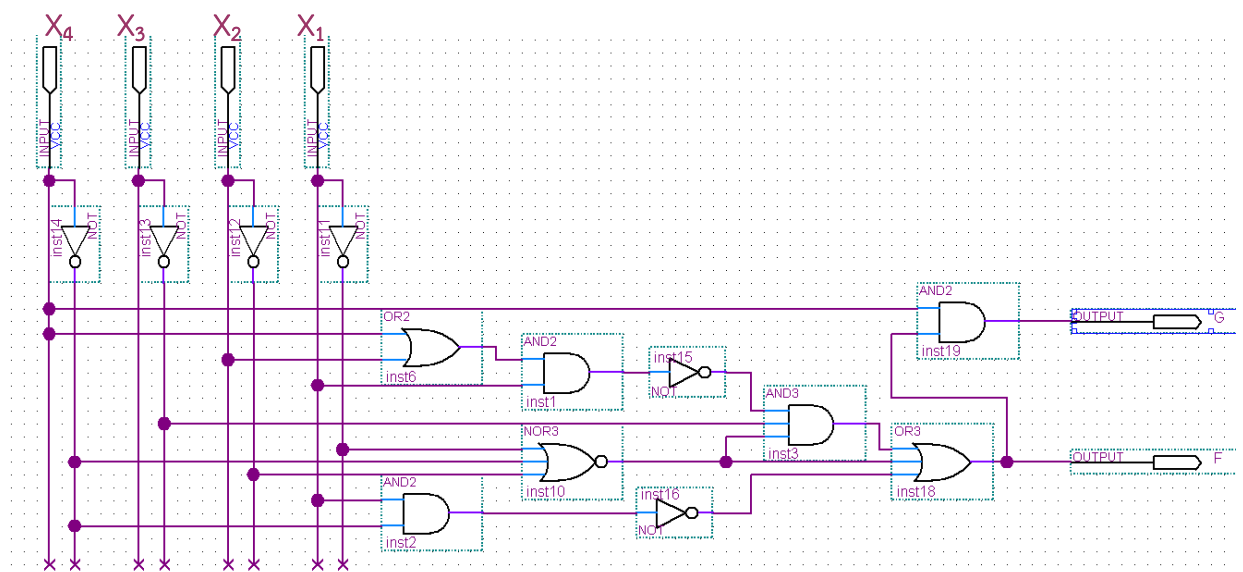 X4 X3 X2 X1
INPUT VCC INPUT VCC INPUT VCC INPUT VCC
inst14 NOT inst13 NOT inst12 NOT inst11 NOT
AND2
inst19
OUTPUT G
OR2
inst6
AND2
inst1
inst15
NOT
AND3
inst3
NOR3
inst10
OR3
inst18
OUTPUT F
AND2
inst2
inst16
NOT